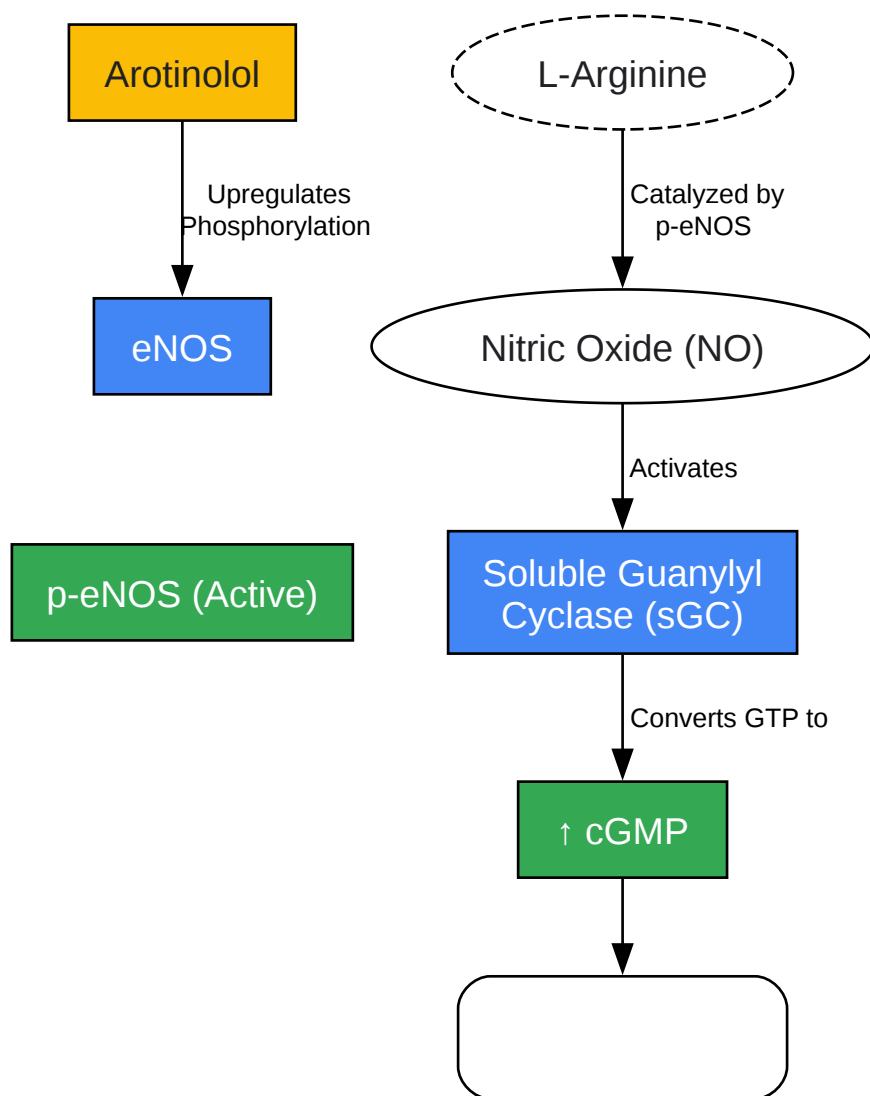 Arotinolol
L-Arginine
Upregulates
Phosphorylation
Catalyzed by
p-eNOS
eNOS
Nitric Oxide (NO)
Activates
p-eNOS (Active)
Soluble Guanylyl
Cyclase (sGC)
Converts GTP to
↑ cGMP